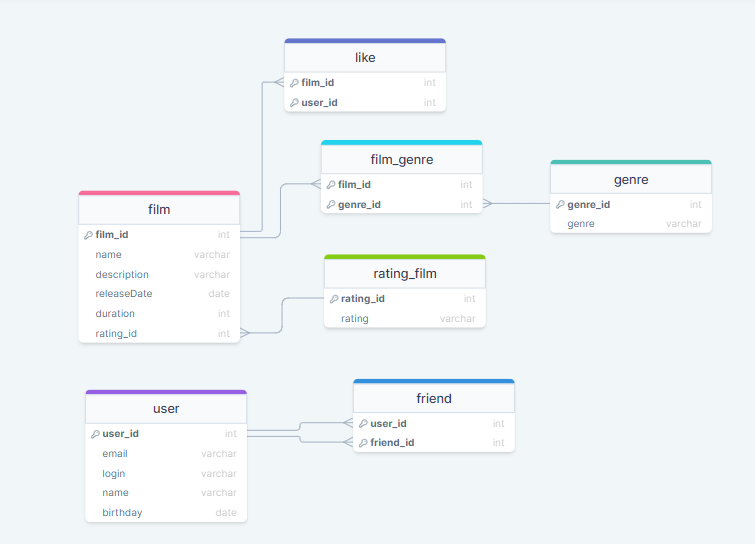 like
film_id int
user_id int
film_genre
film_id int
genre_id int
genre
genre_id int
genre varchar
film
film_id int
name varchar
description varchar
releaseDate date
duration int
rating_id int
rating_film
rating_id int
rating varchar
user
user_id int
email varchar
login varchar
name varchar
birthday date
friend
user_id int
friend_id int